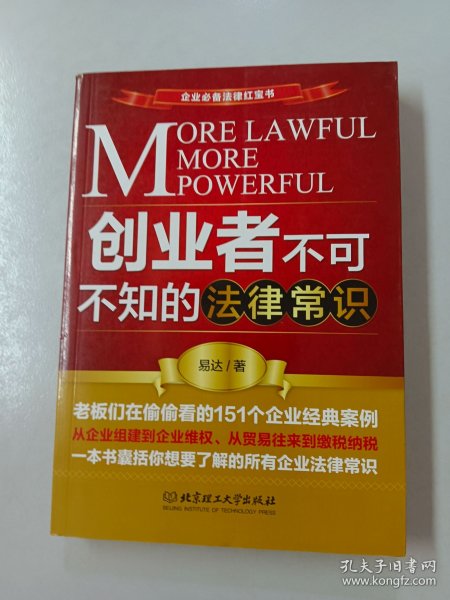 企业必备法律红宝书
MORE LAWFUL
MORE
POWERFUL
创业者不可
不知的法律常识
易达/著
老板们在偷偷看的151个企业经典案例
从企业组建到企业维权、从贸易往来到缴税纳税
一本书囊括你想要了解的所有企业法律常识
北京理工大学出版社
BEIJING INSTITUTE OF TECHNOLOGY PRESS
孔夫子旧书网
www.kongfz.com